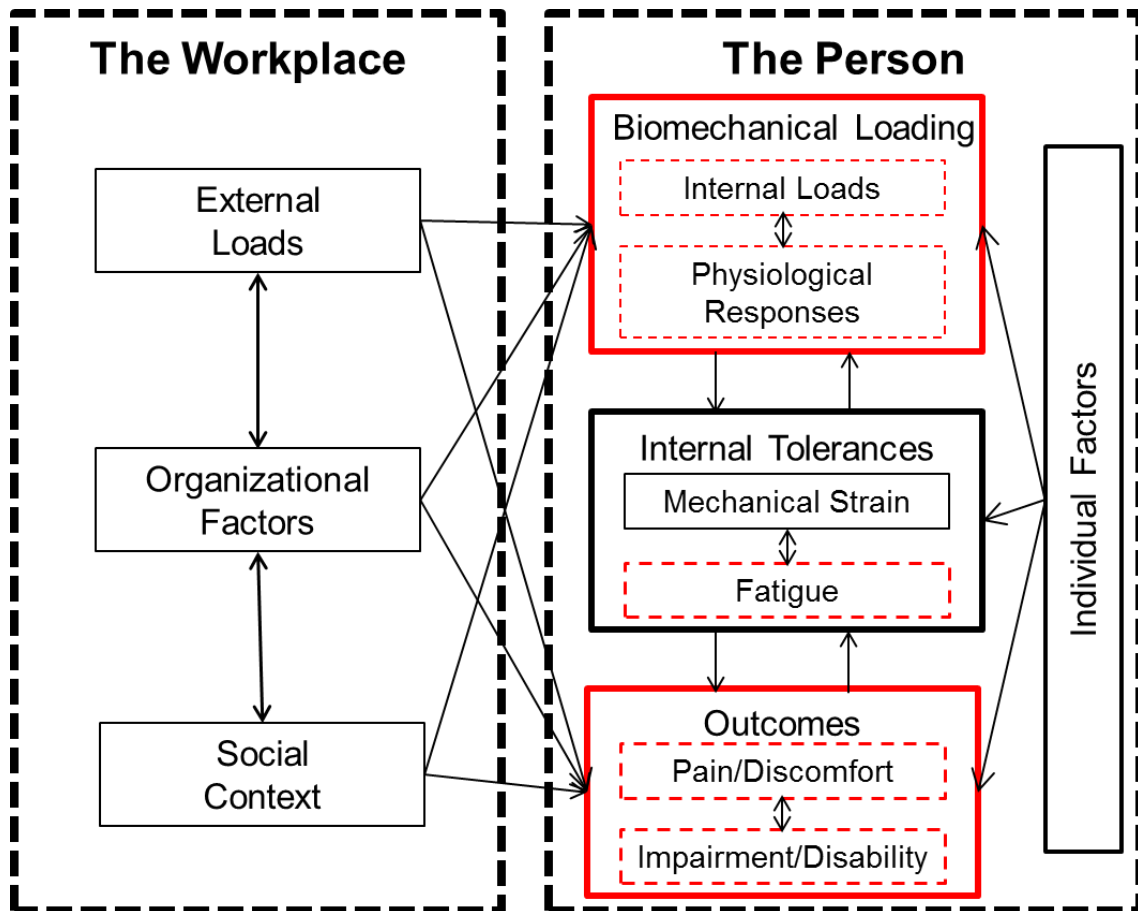 The Workplace
External
Loads
Organizational
Factors
Social
Context
The Person
Biomechanical Loading
Internal Loads
Physiological
Responses
Internal Tolerances
Mechanical Strain
Fatigue
Outcomes
Pain/Discomfort
Impairment/Disability
Individual Factors